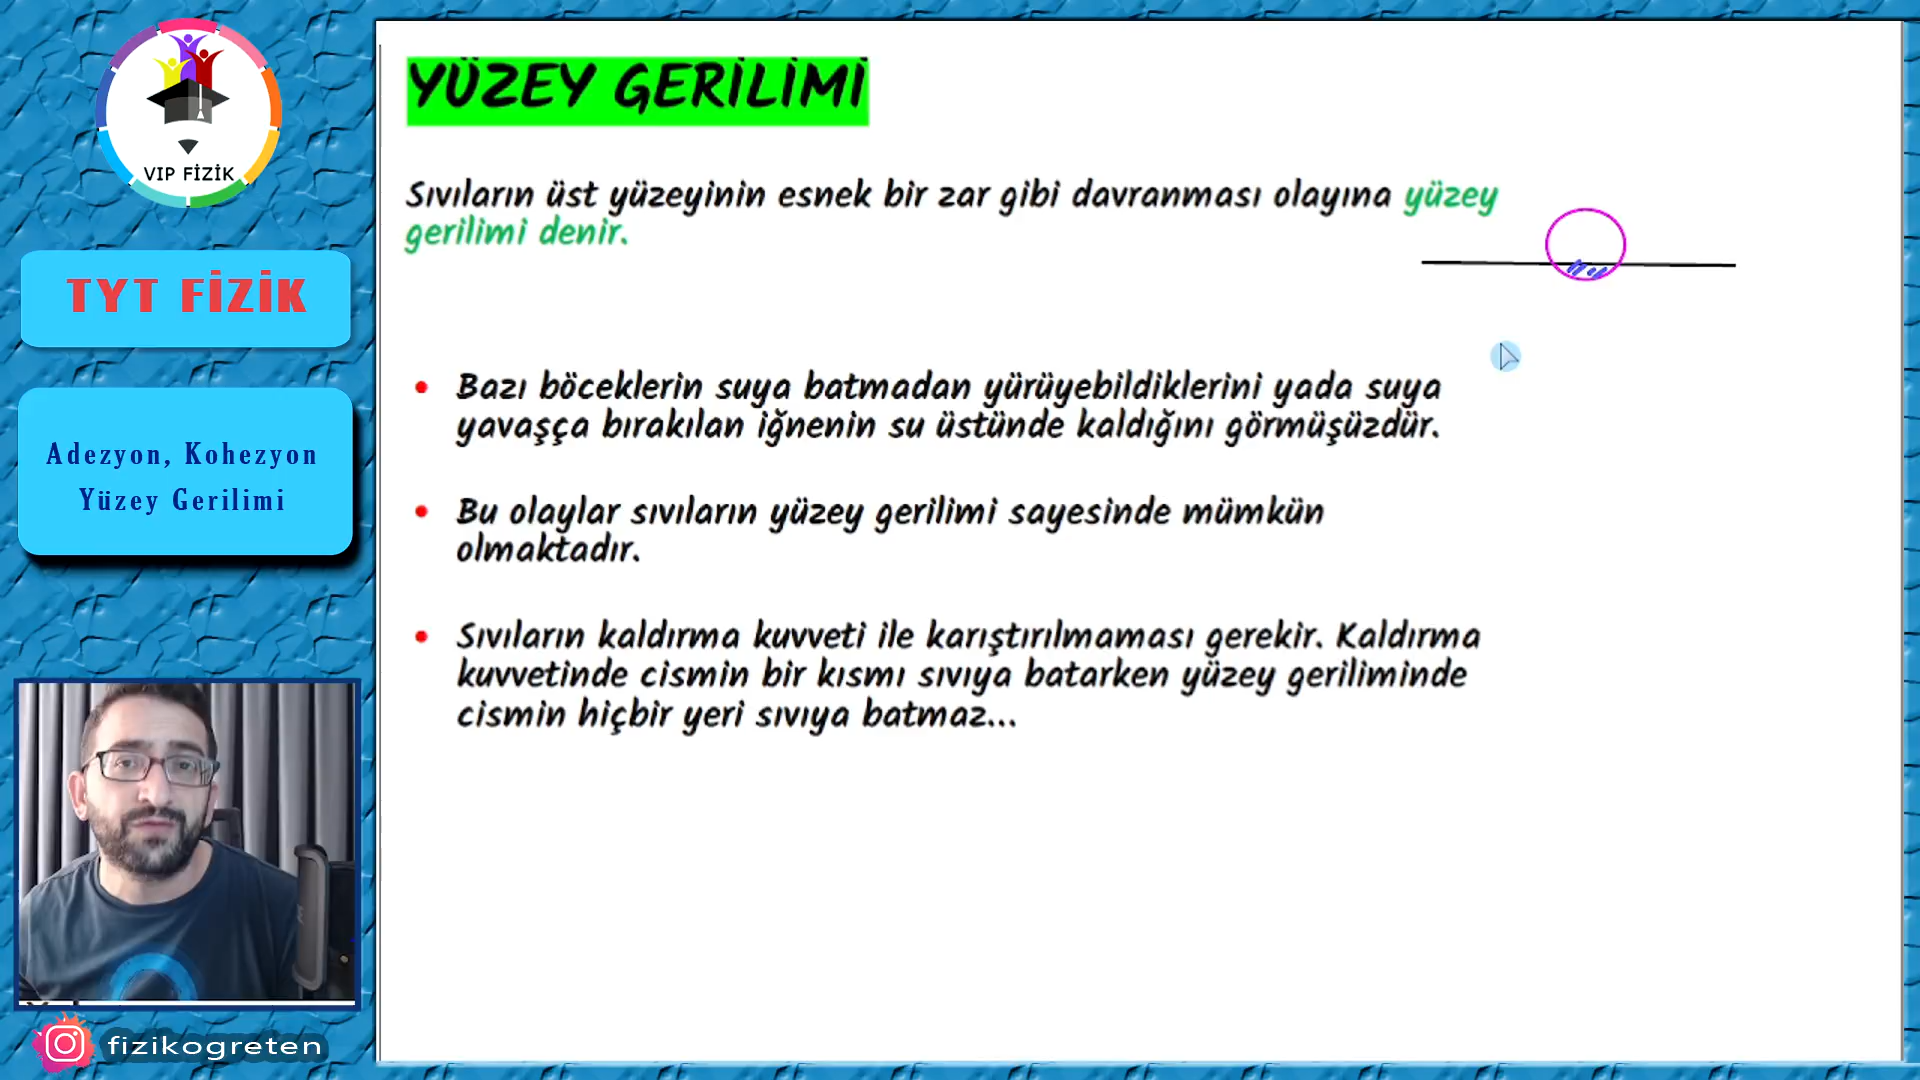 VIP FİZİK
TYT FİZİK
Adezyon, Kohezyon
Yüzey Gerilimi
fizikogreten
YÜZEY GERİLİMİ
Sıvıların üst yüzeyinin esnek bir zar gibi davranması olayına yüzey
gerilimi denir.
• Bazı böceklerin suya batmadan yürüyebildiklerini yada suya
yavaşça bırakılan iğnenin su üstünde kaldığını görmüşüzdür.
• Bu olaylar sıvıların yüzey gerilimi sayesinde mümkün
olmaktadır.
• Sıvıların kaldırma kuvveti ile karıştırılmaması gerekir. Kaldırma
kuvvetinde cismin bir kısmı sıvıya batarken yüzey geriliminde
cismin hiçbir yeri sıvıya batmaz...